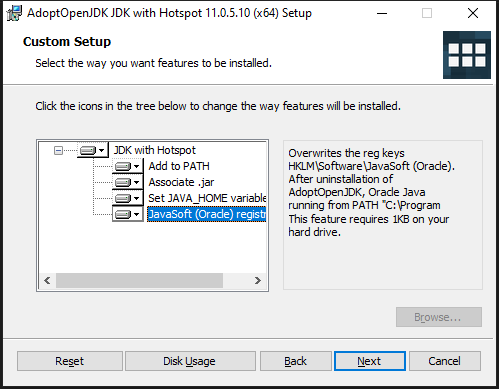 AdoptOpenJDK JDK with Hotspot 11.0.5.10 (x64) Setup
Custom Setup
Select the way you want features to be installed.
Click the icons in the tree below to change the way features will be installed.
JDK with Hotspot
Add to PATH
Associate .jar
Set JAVA_HOME variable
JavaSoft (Oracle) registr
Overwrites the reg keys
HKLM\Software\JavaSoft (Oracle).
After uninstallation of
AdoptOpenJDK, Oracle Java
running from PATH "C:\Program
This feature requires 1KB on your
hard drive.
Browse...
Reset
Disk Usage
Back
Next
Cancel